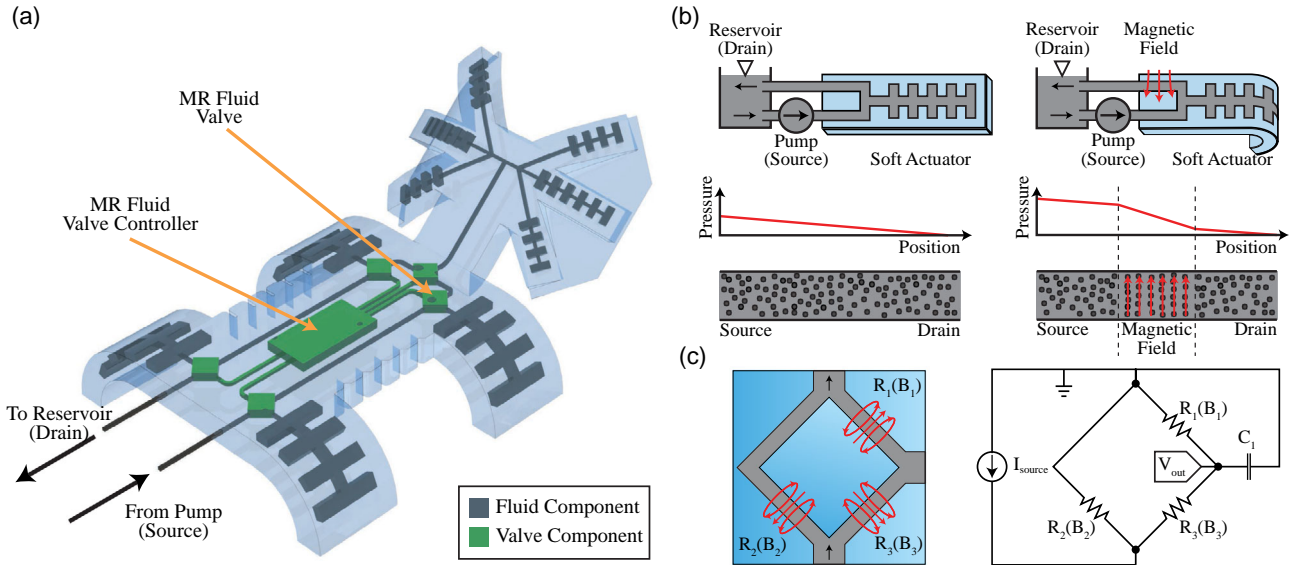 (a)
MR Fluid
Valve
MR Fluid
Valve Controller
To Reservoir
(Drain)
From Pump
(Source)
Fluid Component
Valve Component
(b)
Reservoir
(Drain)
Pump
(Source)
Soft Actuator
Reservoir
(Drain)
Magnetic
Field
Pump
(Source)
Soft Actuator
Pressure
Position
Pressure
Position
Source
Drain
Source
Magnetic
Field
Drain
(c)
R₁(B₁)
R₂(B₂)
R₃(B₃)
I_source
R₁(B₁)
C₁
V_out
R₂(B₂)
R₃(B₃)